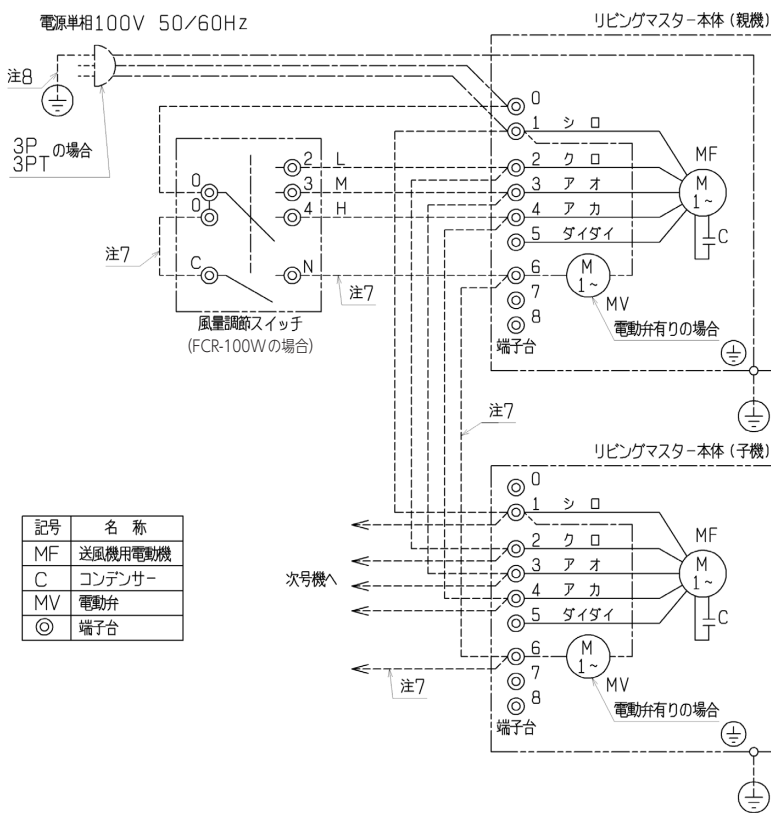 電源単相100V 50/60Hz
注8
3P
3PT
の場合
0
0
C
2 L
3 M
4 H
N
注7
注7
風量調節スイッチ
(FCR-100Wの場合)
リビングマスター本体(親機)
0
1 シロ
2 クロ
3 アオ
4 アカ
5 ダイダイ
6
7
8
端子台
MF
M
1~
C
M
1~
MV
電動弁有りの場合
注7
リビングマスター本体(子機)
0
1 シロ
2 クロ
3 アオ
4 アカ
5 ダイダイ
6
7
8
端子台
MF
M
1~
C
M
1~
MV
電動弁有りの場合
次号機へ
注7
記号 名称
MF 送風機用電動機
C コンデンサー
MV 電動弁
◎ 端子台